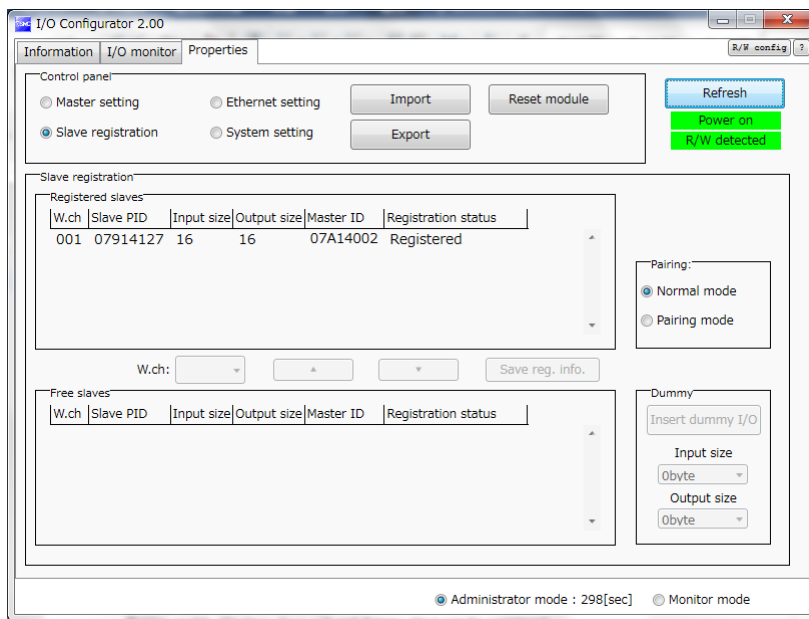 I/O Configurator 2.00
Information I/O monitor Properties R/W config ?
Control panel
Master setting Ethernet setting Import Reset module Refresh
Slave registration System setting Export Power on
R/W detected
Slave registration
Registered slaves
W.ch Slave PID Input size Output size Master ID Registration status
001 07914127 16 16 07A14002 Registered
Pairing:
Normal mode
Pairing mode
W.ch: Save reg. info.
Free slaves
W.ch Slave PID Input size Output size Master ID Registration status
Dummy
Insert dummy I/O
Input size
0byte
Output size
0byte
Administrator mode : 298[sec] Monitor mode